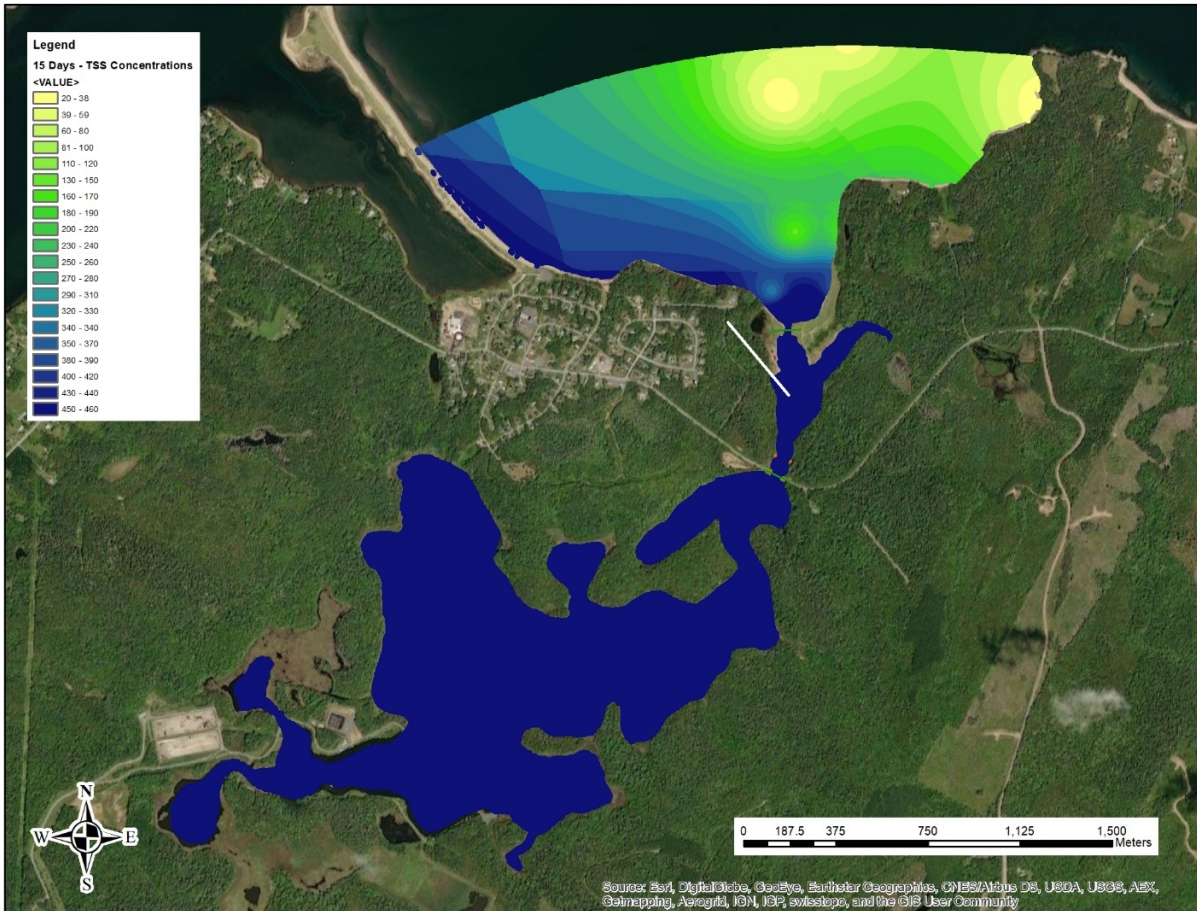 Legend
15 Days - TSS Concentrations
<VALUE>
20 - 38
39 - 59
60 - 80
81 - 100
110 - 120
130 - 150
160 - 170
180 - 190
200 - 220
230 - 240
250 - 260
270 - 280
290 - 310
320 - 330
340 - 340
350 - 370
380 - 390
400 - 420
430 - 440
450 - 460
N
W E
S
0 187.5 375 750 1,125 1,500
Meters
Source: Esri, DigitalGlobe, GeoEye, Earthstar Geographics, CNES/Airbus DS, USDA, USGS, AEX,
Getmapping, Aerogrid, IGN, IGP, swisstopo, and the GIS User Community